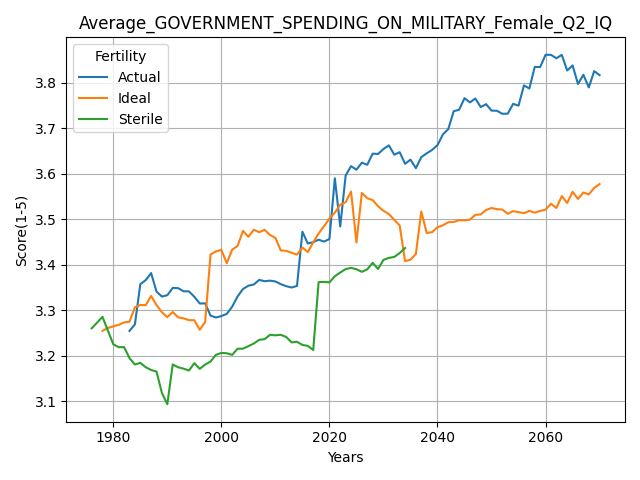 Average_GOVERNMENT_SPENDING_ON_MILITARY_Female_Q2_IQ
Fertility
Actual
Ideal
Sterile
Score(1-5)
3.8
3.7
3.6
3.5
3.4
3.3
3.2
3.1
1980 2000 2020 2040 2060
Years